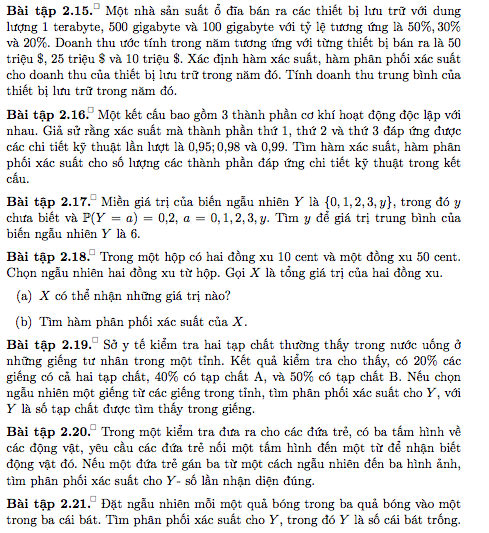 Bài tập 2.15.□ Một nhà sản suất ổ đĩa bán ra các thiết bị lưu trữ với dung
lượng 1 terabyte, 500 gigabyte và 100 gigabyte với tỷ lệ tương ứng là 50%, 30%
và 20%. Doanh thu ước tính trong năm tương ứng với từng thiết bị bán ra là 50
triệu $, 25 triệu $ và 10 triệu $. Xác định hàm xác suất, hàm phân phối xác suất
cho doanh thu của thiết bị lưu trữ trong năm đó. Tính doanh thu trung bình của
thiết bị lưu trữ trong năm đó.
Bài tập 2.16.□ Một kết cấu bao gồm 3 thành phần cơ khí hoạt động độc lập với
nhau. Giả sử rằng xác suất mà thành phần thứ 1, thứ 2 và thứ 3 đáp ứng được
các chi tiết kỹ thuật lần lượt là 0,95; 0,98 và 0,99. Tìm hàm xác suất, hàm phân
phối xác suất cho số lượng các thành phần đáp ứng chi tiết kỹ thuật trong kết
cấu.
Bài tập 2.17.□ Miền giá trị của biến ngẫu nhiên Y là {0, 1, 2, 3, y}, trong đó y
chưa biết và ℙ(Y = a) = 0,2, a = 0, 1, 2, 3, y. Tìm y để giá trị trung bình của
biến ngẫu nhiên Y là 6.
Bài tập 2.18.□ Trong một hộp có hai đồng xu 10 cent và một đồng xu 50 cent.
Chọn ngẫu nhiên hai đồng xu từ hộp. Gọi X là tổng giá trị của hai đồng xu.
(a) X có thể nhận những giá trị nào?
(b) Tìm hàm phân phối xác suất của X.
Bài tập 2.19.□ Sở y tế kiểm tra hai tạp chất thường thấy trong nước uống ở
những giếng tư nhân trong một tỉnh. Kết quả kiểm tra cho thấy, có 20% các
giếng có cả hai tạp chất, 40% có tạp chất A, và 50% có tạp chất B. Nếu chọn
ngẫu nhiên một giếng từ các giếng trong tỉnh, tìm phân phối xác suất cho Y, với
Y là số tạp chất được tìm thấy trong giếng.
Bài tập 2.20.□ Trong một kiểm tra đưa ra cho các đứa trẻ, có ba tấm hình về
các động vật, yêu cầu các đứa trẻ nối một tấm hình đến một từ để nhận biết
động vật đó. Nếu một đứa trẻ gán ba từ một cách ngẫu nhiên đến ba hình ảnh,
tìm phân phối xác suất cho Y- số lần nhận diện đúng.
Bài tập 2.21.□ Đặt ngẫu nhiên mỗi một quả bóng trong ba quả bóng vào một
trong ba cái bát. Tìm phân phối xác suất cho Y, trong đó Y là số cái bát trống.